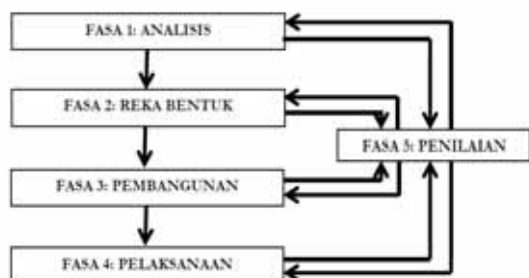 FASA 1: ANALISIS
FASA 2: REKA BENTUK
FASA 5: PENILAIAN
FASA 3: PEMBANGUNAN
FASA 4: PELAKSANAAN